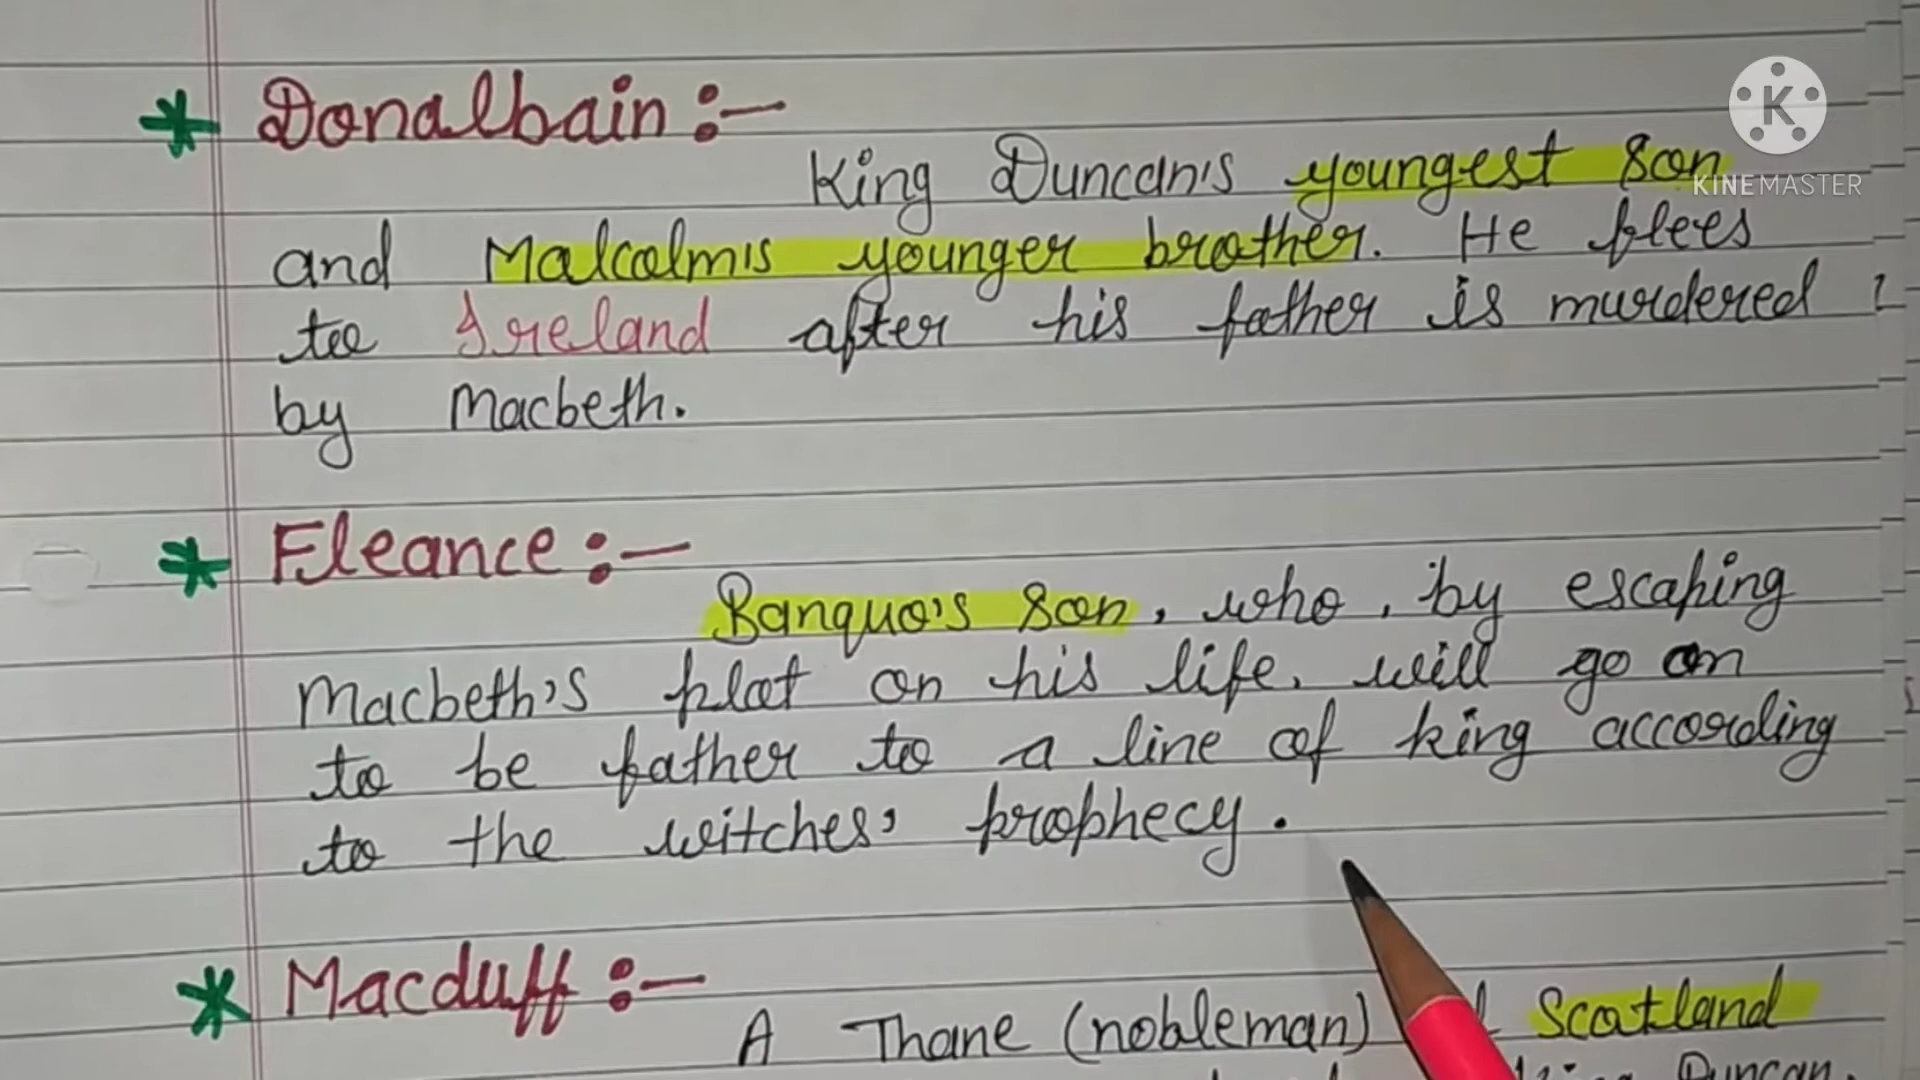 * Donalbain :-
King Duncan's youngest son
and Malcolm's younger brother. He flees
to Ireland after his father is murdered
by Macbeth.
* Fleance :-
Banquo's son, who, by escaping
Macbeth's plot on his life, will go on
to be father to a line of king according
to the witches' prophecy.
* Macduff :-
A Thane (nobleman) Scotland
Duncan.
K
KINEMASTER